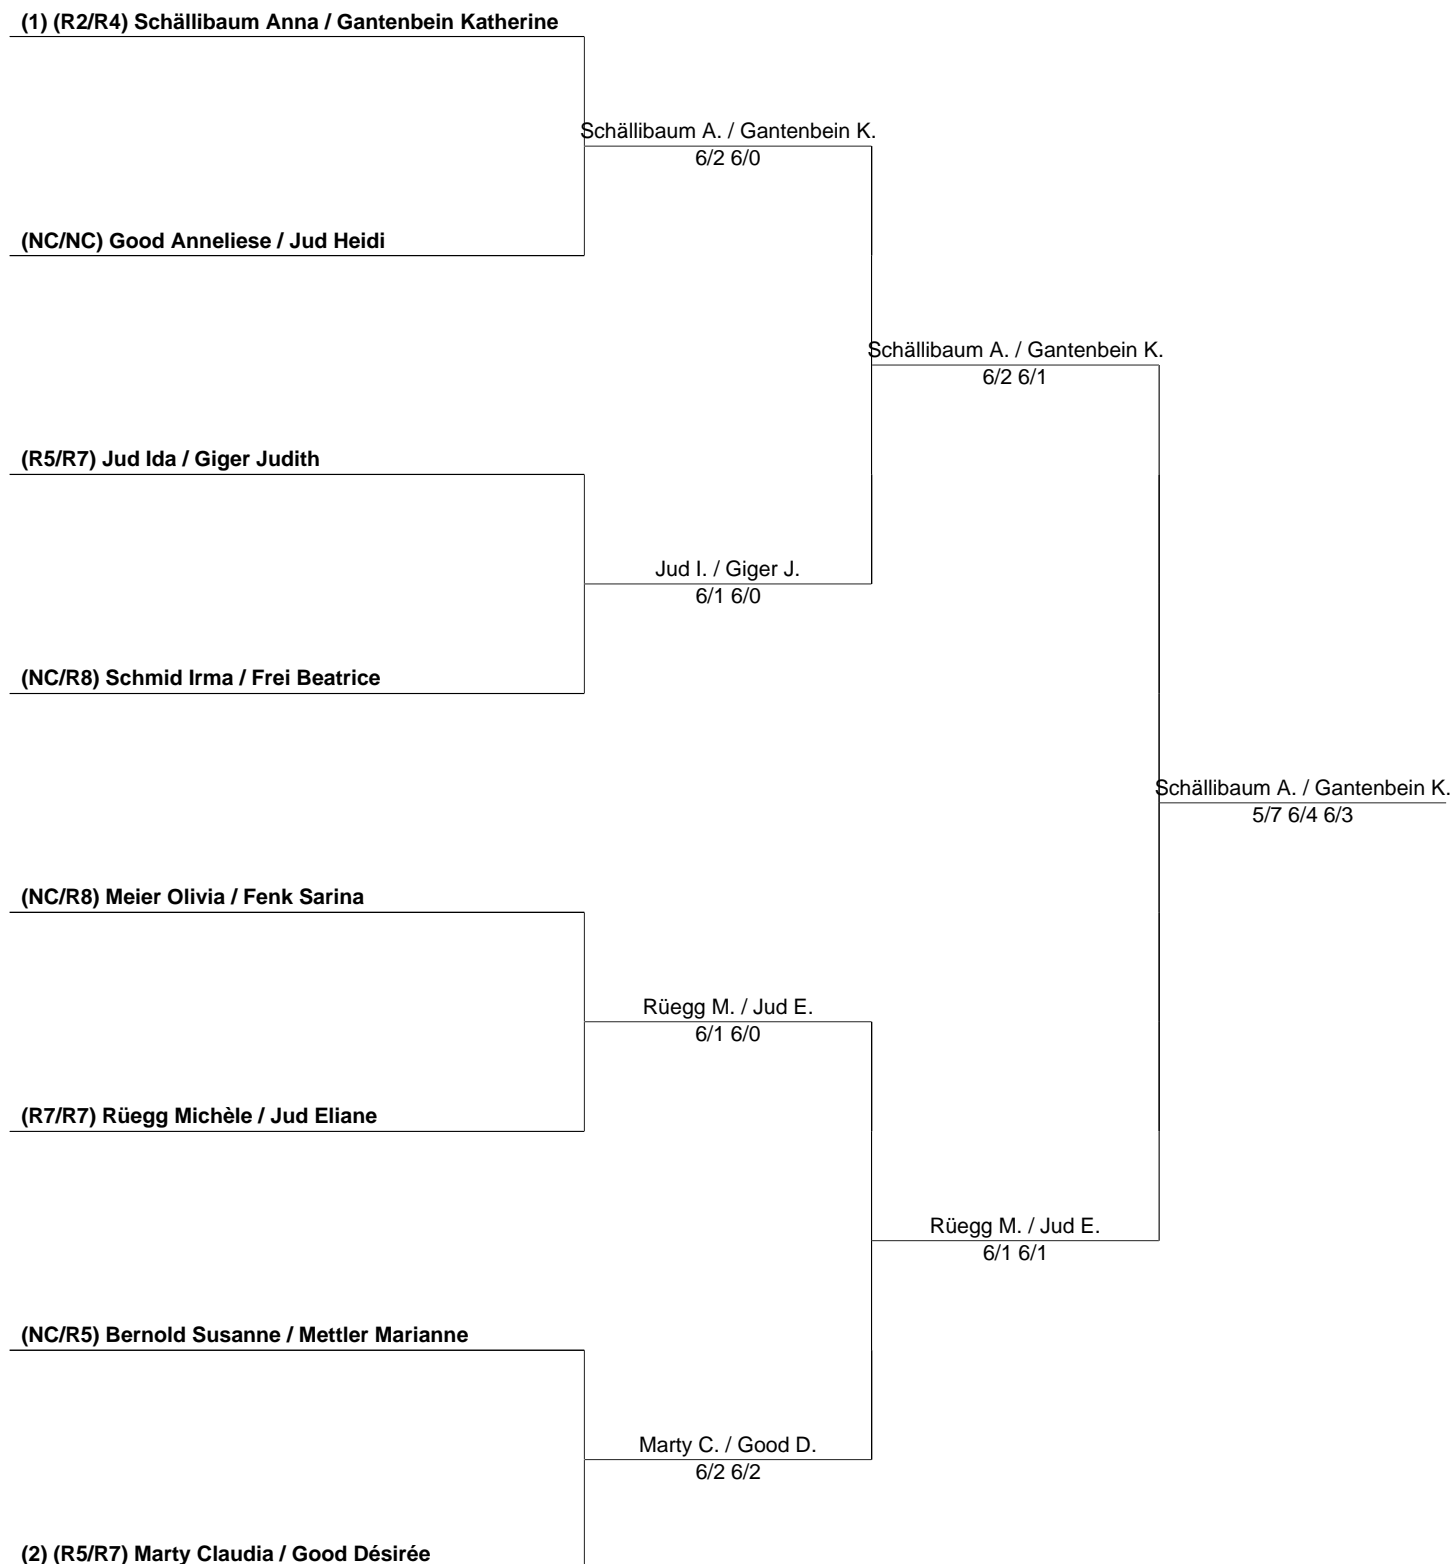 (1) (R2/R4) Schällibaum Anna / Gantenbein Katherine
Schällibaum A. / Gantenbein K.
6/2 6/0
(NC/NC) Good Anneliese / Jud Heidi
Schällibaum A. / Gantenbein K.
6/2 6/1
(R5/R7) Jud Ida / Giger Judith
Jud I. / Giger J.
6/1 6/0
(NC/R8) Schmid Irma / Frei Beatrice
Schällibaum A. / Gantenbein K.
5/7 6/4 6/3
(NC/R8) Meier Olivia / Fenk Sarina
Rüegg M. / Jud E.
6/1 6/0
(R7/R7) Rüegg Michèle / Jud Eliane
Rüegg M. / Jud E.
6/1 6/1
(NC/R5) Bernold Susanne / Mettler Marianne
Marty C. / Good D.
6/2 6/2
(2) (R5/R7) Marty Claudia / Good Désirée